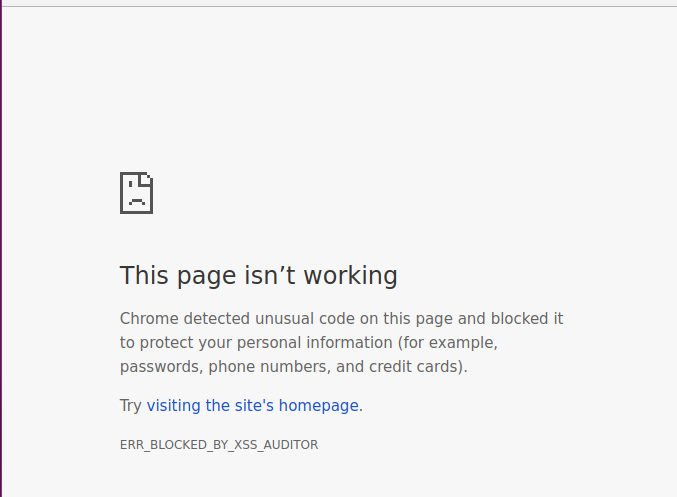 This page isn’t working
Chrome detected unusual code on this page and blocked it
to protect your personal information (for example,
passwords, phone numbers, and credit cards).
Try visiting the site's homepage.
ERR_BLOCKED_BY_XSS_AUDITOR